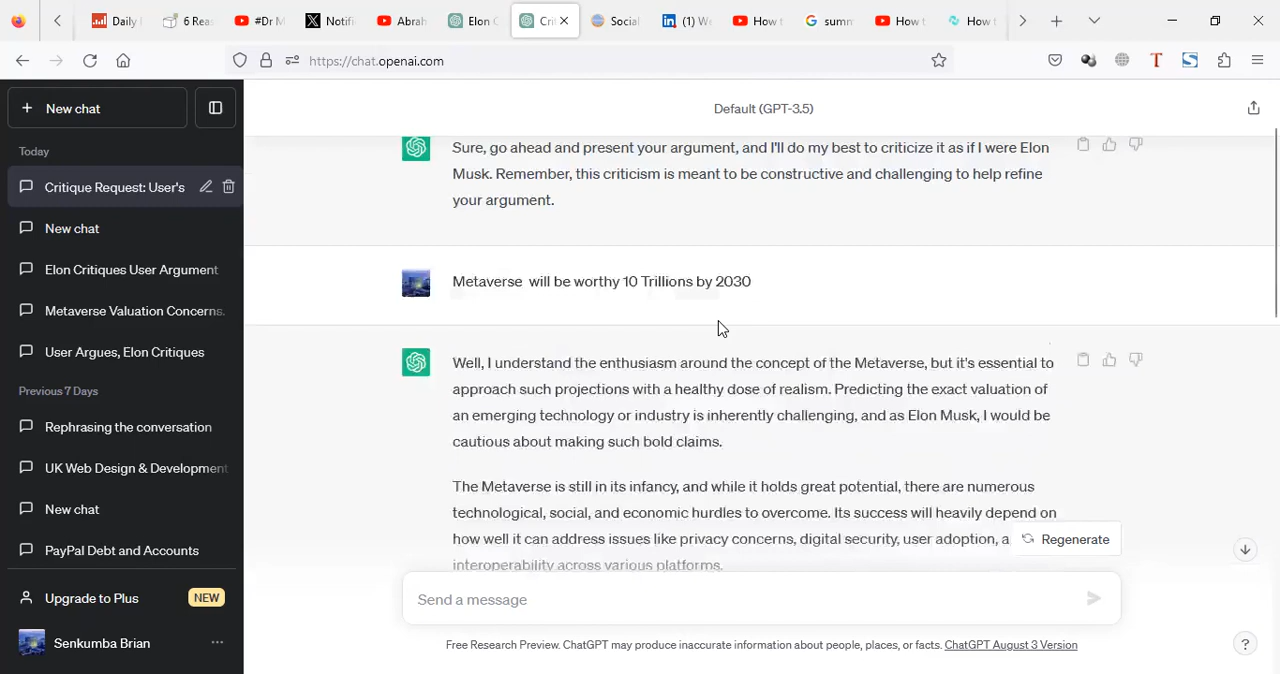 Daily
6 Rea
#Dr M
X Notifi
Abrah
Elon C
Cri
Social
(1) W
How t
sumn
How t
How t
https://chat.openai.com
New chat
Default (GPT-3.5)
Today
Critique Request: User's
New chat
Elon Critiques User Argument
Metaverse Valuation Concerns.
User Argues, Elon Critiques
Previous 7 Days
Rephrasing the conversation
UK Web Design & Development
New chat
PayPal Debt and Accounts
Upgrade to Plus NEW
Senkumba Brian
Sure, go ahead and present your argument, and I'll do my best to criticize it as if I were Elon
Musk. Remember, this criticism is meant to be constructive and challenging to help refine
your argument.
Metaverse will be worthy 10 Trillions by 2030
Well, I understand the enthusiasm around the concept of the Metaverse, but it's essential to
approach such projections with a healthy dose of realism. Predicting the exact valuation of
an emerging technology or industry is inherently challenging, and as Elon Musk, I would be
cautious about making such bold claims.
The Metaverse is still in its infancy, and while it holds great potential, there are numerous
technological, social, and economic hurdles to overcome. Its success will heavily depend on
how well it can address issues like privacy concerns, digital security, user adoption, a
interoperability across various platforms.
Regenerate
Send a message
Free Research Preview. ChatGPT may produce inaccurate information about people, places, or facts. ChatGPT August 3 Version
?